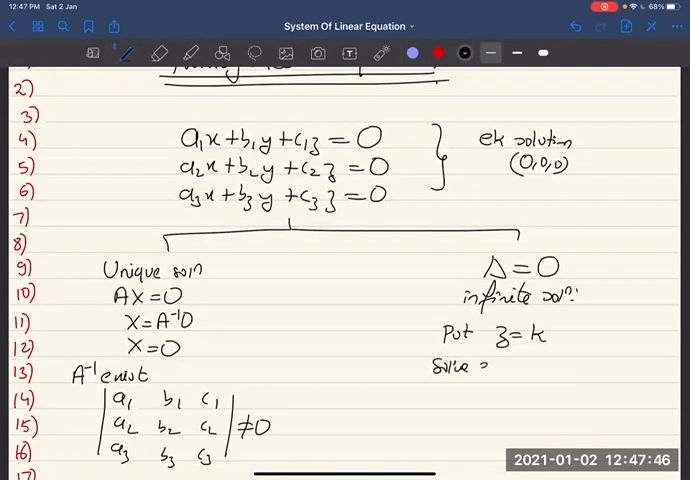 12:47 PM Sat 2 Jan
68%
System Of Linear Equation
2)
3)
4) a₁x + b₁y + c₁z = 0
5) a₂x + b₂y + c₂z = 0
6) a₃x + b₃y + c₃z = 0
ek solution
(0,0,0)
7)
8)
9) Unique soln
10) AX = 0
11) X = A⁻¹0
12) X = 0
13) A⁻¹ exist
14) | a₁ b₁ c₁ |
15) | a₂ b₂ c₂ | ≠ 0
16) | a₃ b₃ c₃ |
Δ = 0
infinite soln:
Put z = k
Solve
2021-01-02 12:47:46